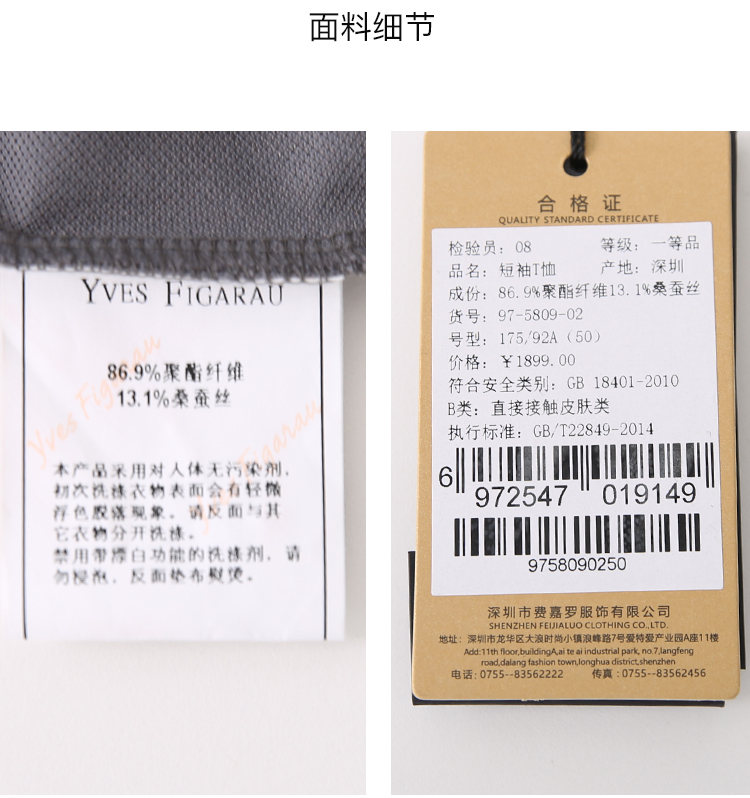 面料细节
YVES FIGARAU
86.9%聚酯纤维
13.1%桑蚕丝
Yves Figarau
Yves Figarau
本产品采用对人体无污染剂,
初次洗涤衣物表面会有轻微
浮色脱落现象。请反面与其
它衣物分开洗涤。
禁用带漂白功能的洗涤剂,请
勿浸泡,反面垫布熨烫。
合格证
QUALITY STANDARD CERTIFICATE
检验员: 08 等级: 一等品
品名: 短袖T恤 产地: 深圳
成份: 86.9%聚酯纤维13.1%桑蚕丝
货号: 97-5809-02
号型: 175/92A(50)
价格: ¥1899.00
符合安全类别: GB 18401-2010
B类: 直接接触皮肤类
执行标准: GB/T22849-2014
6 972547 019149
9758090250
深圳市费嘉罗服饰有限公司
SHENZHEN FEIJIALUO CLOTHING CO.,LTD.
地址: 深圳市龙华区大浪时尚小镇浪峰路7号爱特爱产业园A11楼
Add:11th floor,buildingA,ai te ai industrial park, no.7,langfeng
road,dalang fashion town,longhua district,shenzhen
电话: 0755--83562222 传真: 0755--83562456